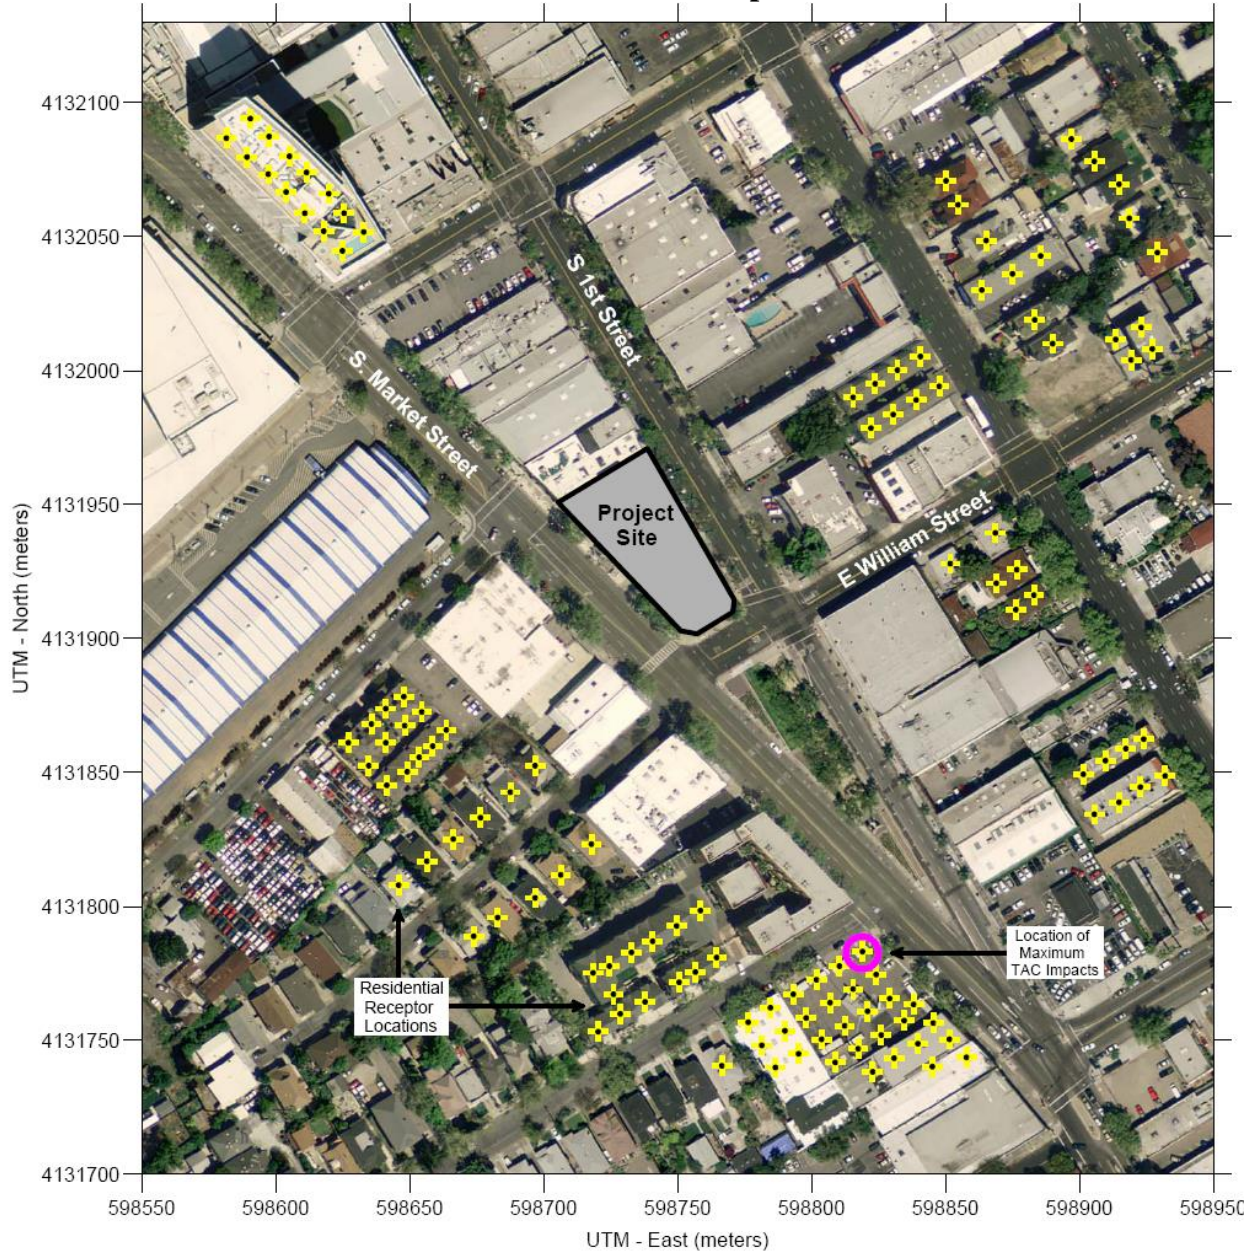 4132100
4132050
4132000
4131950
4131900
4131850
4131800
4131750
4131700
UTM - North (meters)
S 1st Street
S. Market Street
Project
Site
E William Street
Location of
Maximum
TAC Impacts
Residential
Receptor
Locations
598550
598600
598650
598700
598750
598800
598850
598900
598950
UTM - East (meters)